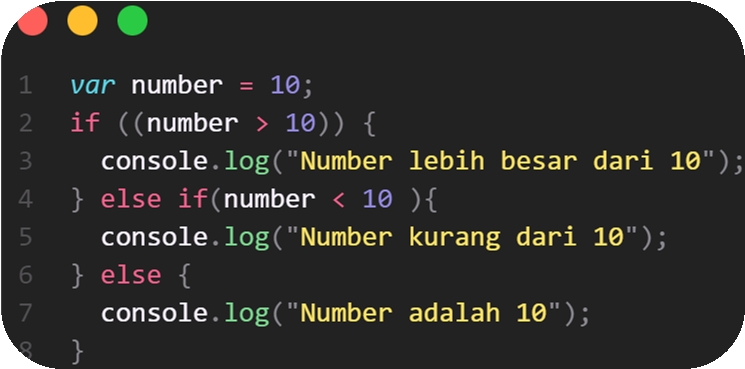 1 var number = 10;
2 if ((number > 10)) {
3 console.log("Number lebih besar dari 10");
4 } else if(number < 10 ){
5 console.log("Number kurang dari 10");
6 } else {
7 console.log("Number adalah 10");
8 }